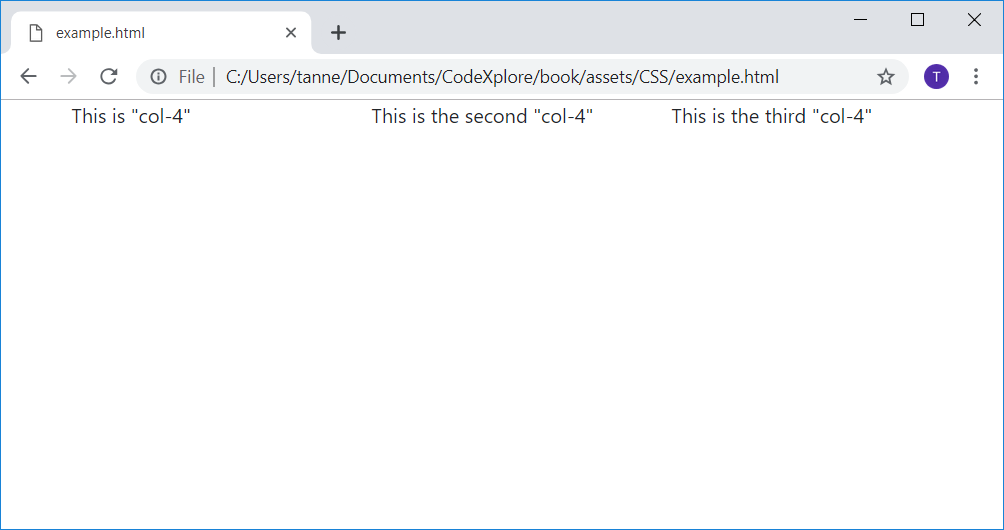 example.html
File C:/Users/tanne/Documents/CodeXplore/book/assets/CSS/example.html T
This is "col-4" This is the second "col-4" This is the third "col-4"